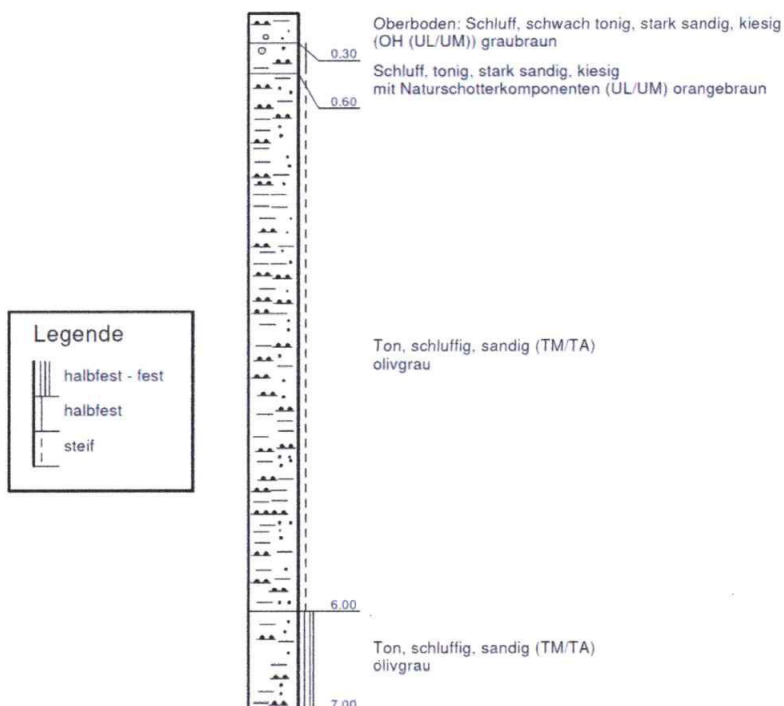 Oberboden: Schluff, schwach tonig, stark sandig, kiesig
(OH (UL/UM)) graubraun
0.30
Schluff, tonig, stark sandig, kiesig
mit Naturschotterkomponenten (UL/UM) orangebraun
0.60
Legende
halbfest - fest
halbfest
steif
Ton, schluffig, sandig (TM/TA)
olivgrau
6.00
Ton, schluffig, sandig (TM/TA)
olivgrau
7.00